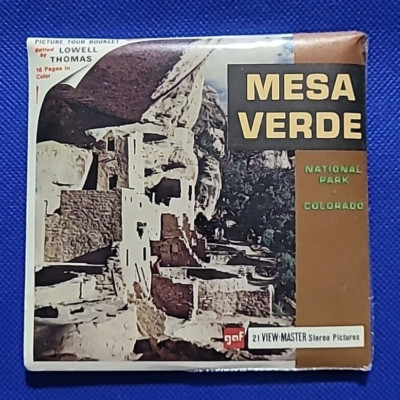 PICTURE TOUR BOOKLET
Edited by LOWELL
THOMAS
16 Pages in
Color
MESA
VERDE
NATIONAL
PARK
COLORADO
gaf
21 VIEW-MASTER Stereo Pictures